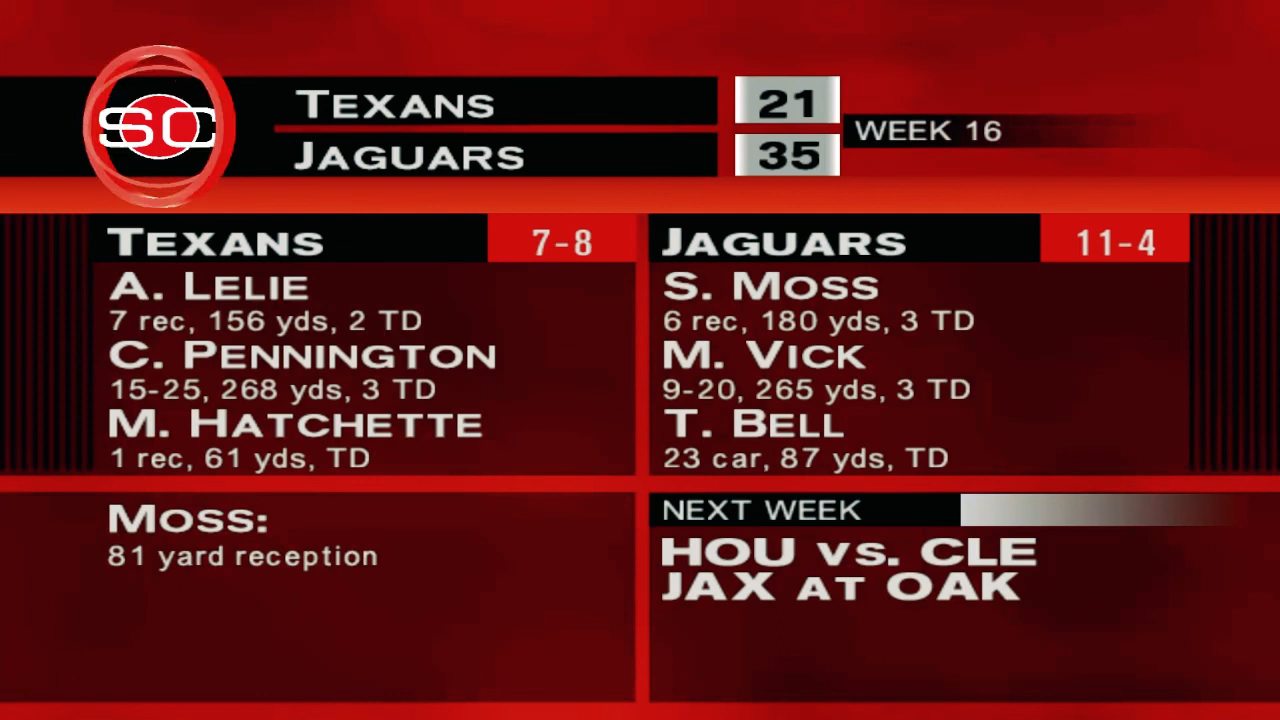 SC
TEXANS 21
JAGUARS 35
WEEK 16
TEXANS 7-8
A. LELIE
7 rec, 156 yds, 2 TD
C. PENNINGTON
15-25, 268 yds, 3 TD
M. HATCHETTE
1 rec, 61 yds, TD
JAGUARS 11-4
S. MOSS
6 rec, 180 yds, 3 TD
M. VICK
9-20, 265 yds, 3 TD
T. BELL
23 car, 87 yds, TD
MOSS:
81 yard reception
NEXT WEEK
HOU VS. CLE
JAX AT OAK